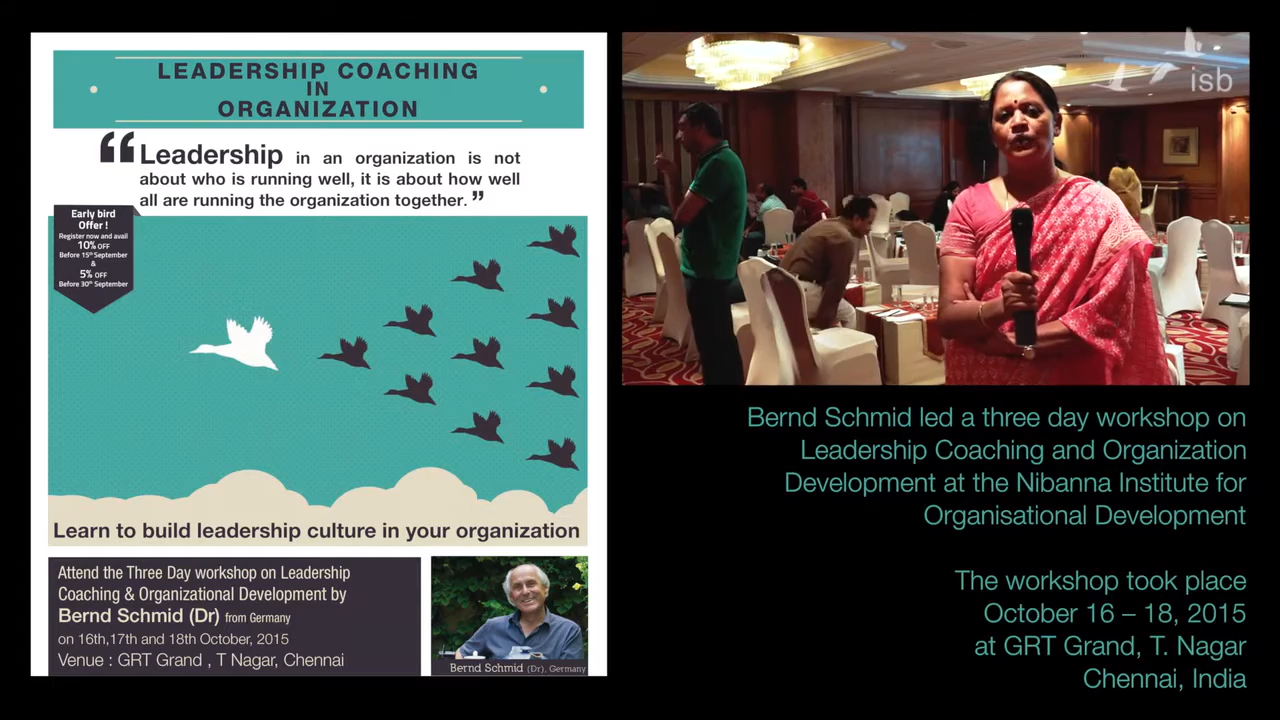 LEADERSHIP COACHING
IN
ORGANIZATION
“Leadership in an organization is not
about who is running well, it is about how well
all are running the organization together.”
Early bird
Offer !
Register now and avail
10% OFF
Before 15th September
&
5% OFF
Before 30th September
Learn to build leadership culture in your organization
Attend the Three Day workshop on Leadership
Coaching & Organizational Development by
Bernd Schmid (Dr) from Germany
on 16th,17th and 18th October, 2015
Venue : GRT Grand , T Nagar, Chennai
Bernd Schmid (Dr), Germany
isb
Bernd Schmid led a three day workshop on
Leadership Coaching and Organization
Development at the Nibanna Institute for
Organisational Development
The workshop took place
October 16 – 18, 2015
at GRT Grand, T. Nagar
Chennai, India